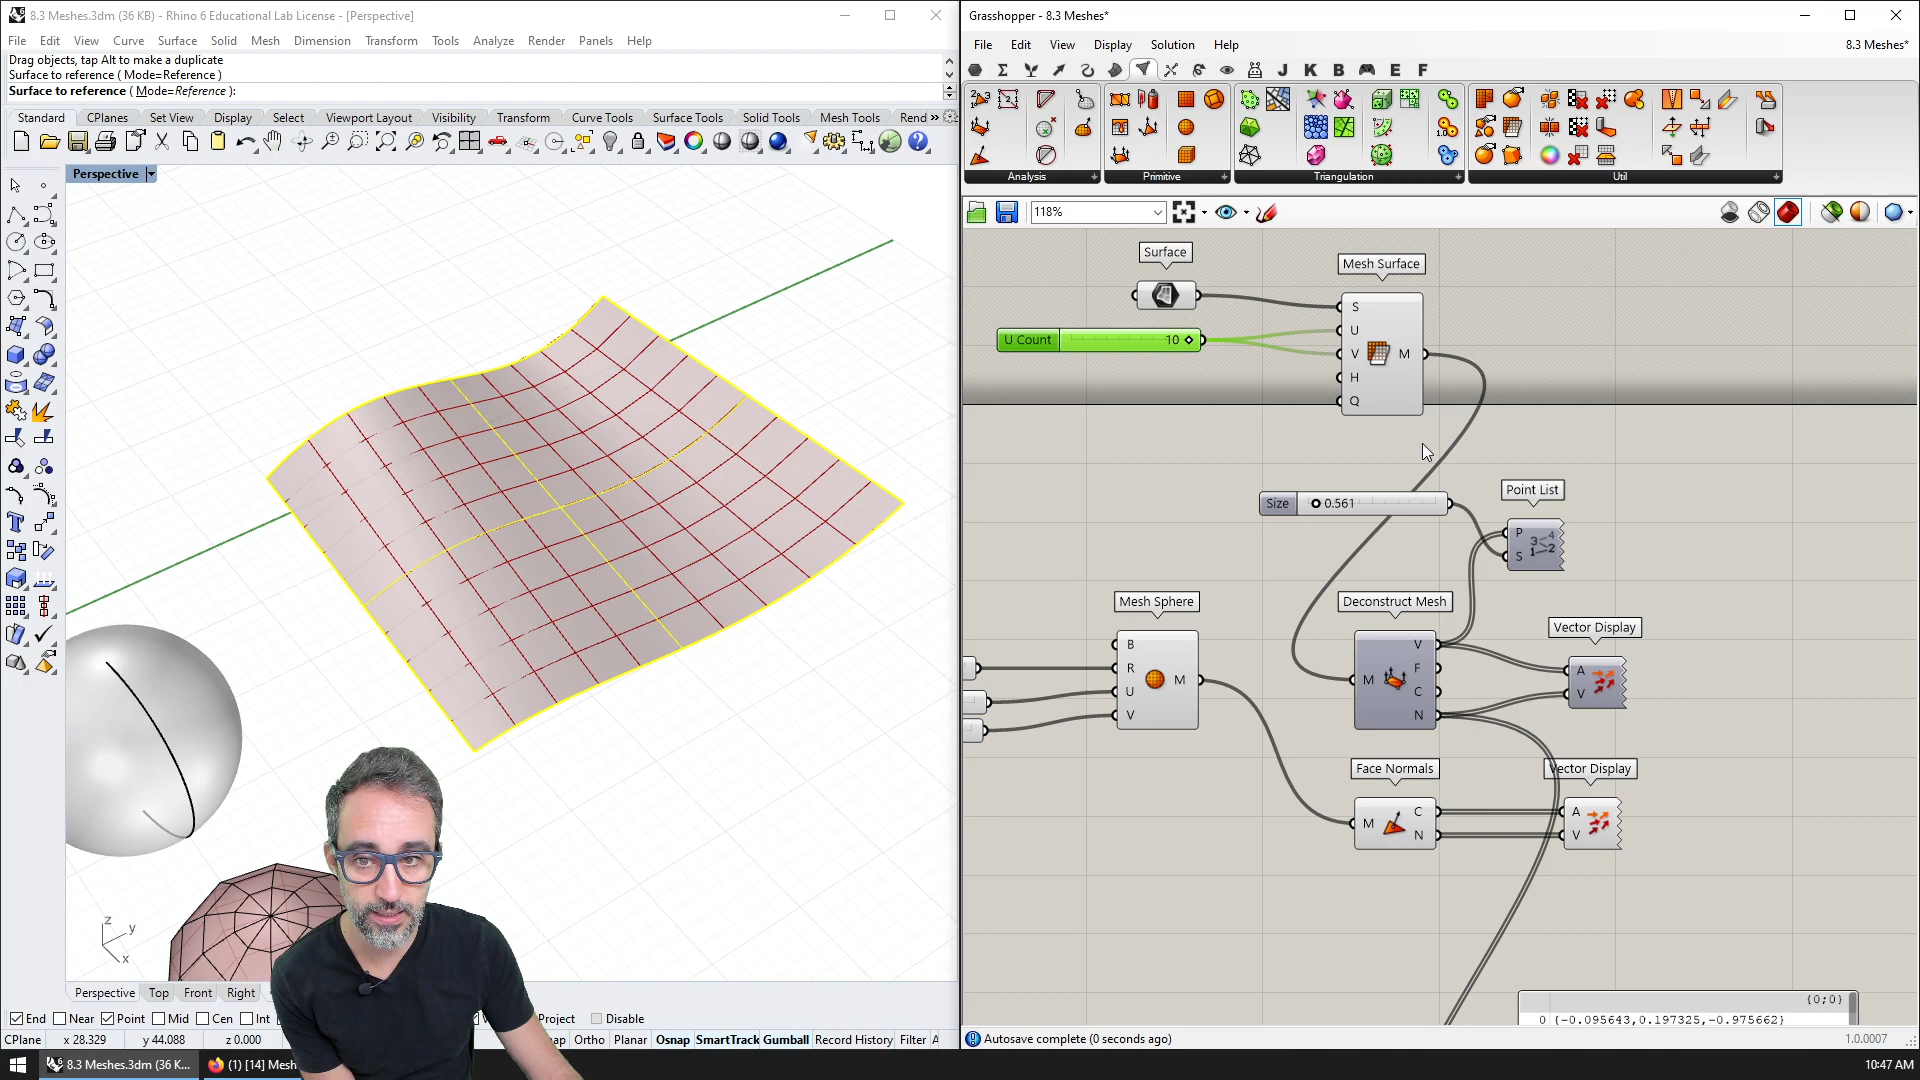 8.3 Meshes.3dm (36 KB) - Rhino 6 Educational Lab License - [Perspective]
File Edit View Curve Surface Solid Mesh Dimension Transform Tools Analyze Render Panels Help
Drag objects, tap Alt to make a duplicate
Surface to reference ( Mode=Reference )
Surface to reference ( Mode=Reference ):
Standard CPlanes Set View Display Select Viewport Layout Visibility Transform Curve Tools Surface Tools Solid Tools Mesh Tools Rend »
Perspective
z
y
x
Perspective Top Front Right
End Near Point Mid Cen Int Project Disable
CPlane x 28.329 y 44.088 z 0.000 Ortho Planar Osnap SmartTrack Gumball Record History Filter A
8.3 Meshes.3dm (36 K... (1) [14] Mesh
Grasshopper - 8.3 Meshes*
File Edit View Display Solution Help 8.3 Meshes*
J K B E F
Analysis Primitive Triangulation Util
118%
Surface
Mesh Surface
S
U Count 10
U
V M
H
Q
Size 0.561
Point List
P
S
Mesh Sphere
B
R
U
V
M
Deconstruct Mesh
M
V
F
C
N
Vector Display
A
V
Face Normals
M
C
N
Vector Display
A
V
{0;0}
0 {-0.095643,0.197325,-0.975662}
Autosave complete (0 seconds ago) 1.0.0007
10:47 AM